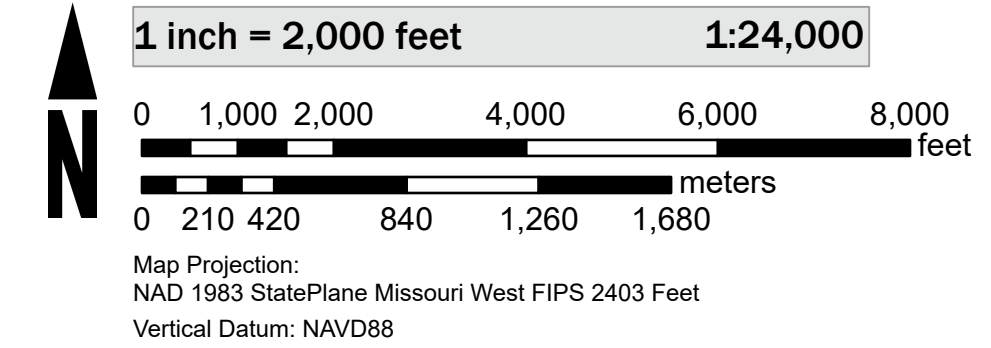 1 inch = 2,000 feet 1:24,000
0 1,000 2,000 4,000 6,000 8,000
feet
N
meters
0 210 420 840 1,260 1,680
Map Projection:
NAD 1983 StatePlane Missouri West FIPS 2403 Feet
Vertical Datum: NAVD88